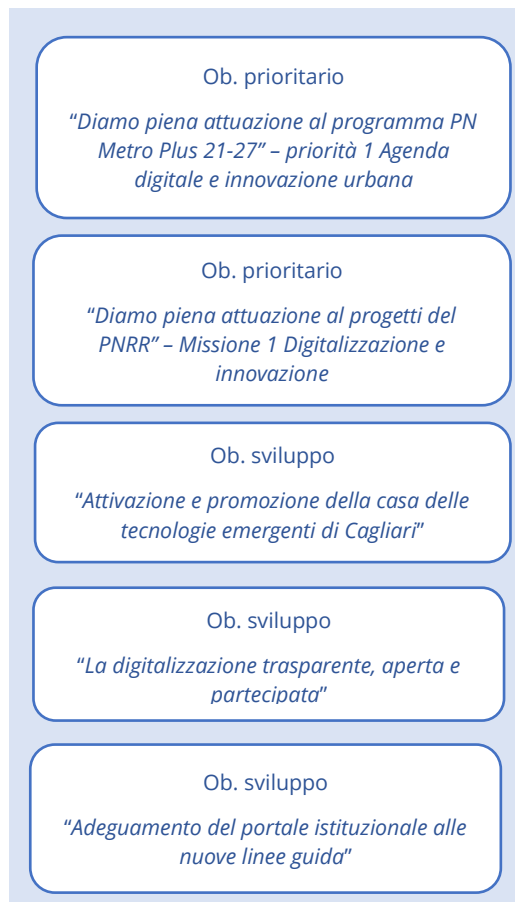 Ob. prioritario
“Diamo piena attuazione al programma PN
Metro Plus 21-27” – priorità 1 Agenda
digitale e innovazione urbana
Ob. prioritario
“Diamo piena attuazione al progetti del
PNRR” – Missione 1 Digitalizzazione e
innovazione
Ob. sviluppo
“Attivazione e promozione della casa delle
tecnologie emergenti di Cagliari”
Ob. sviluppo
“La digitalizzazione trasparente, aperta e
partecipata”
Ob. sviluppo
“Adeguamento del portale istituzionale alle
nuove linee guida”